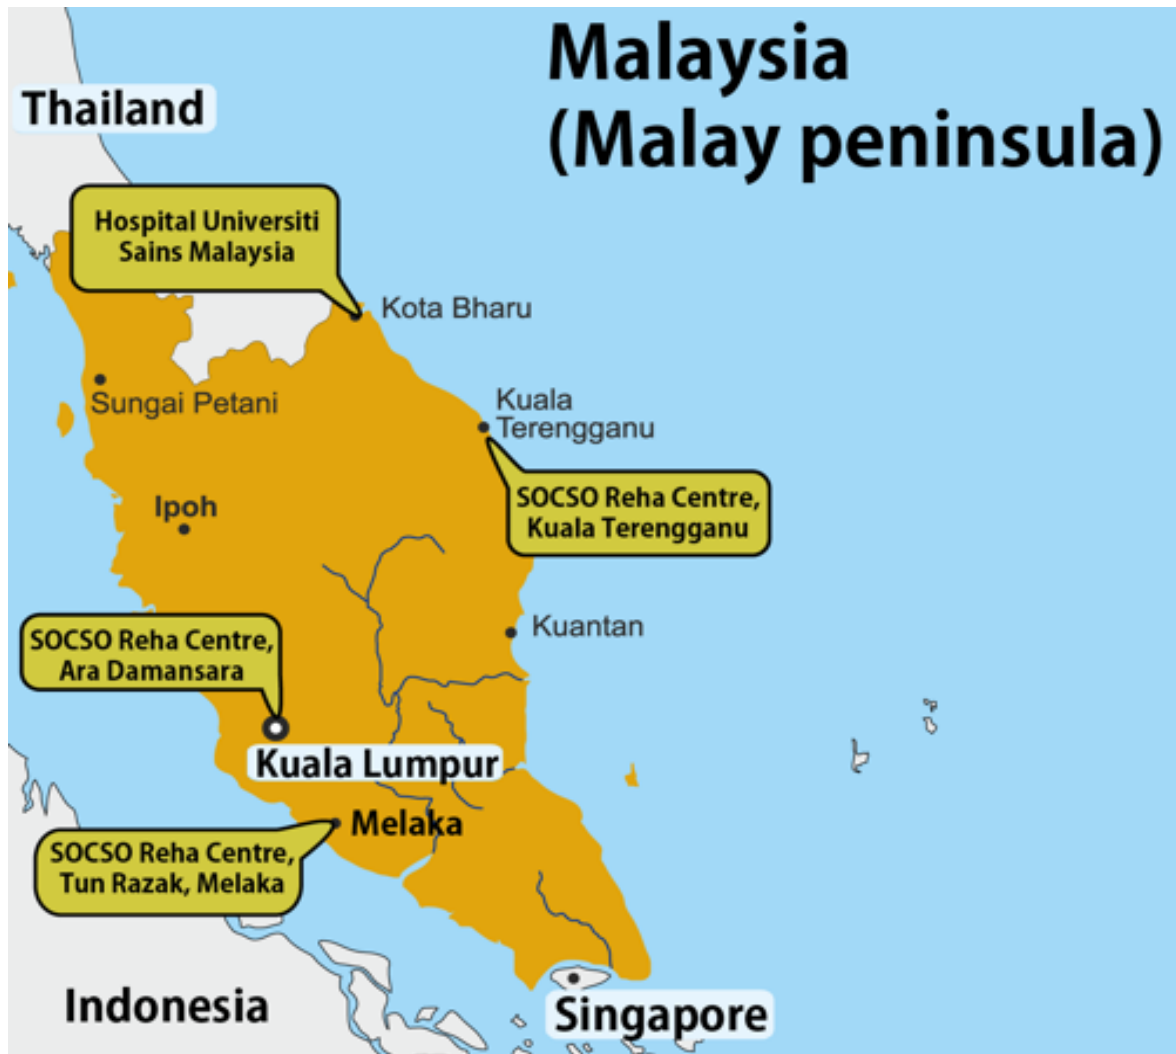 Malaysia
(Malay peninsula)
Thailand
Hospital Universiti
Sains Malaysia
Kota Bharu
Sungai Petani
Kuala
Terengganu
SOCSO Reha Centre,
Kuala Terengganu
Ipoh
Kuantan
SOCSO Reha Centre,
Ara Damansara
Kuala Lumpur
Melaka
SOCSO Reha Centre,
Tun Razak, Melaka
Indonesia
Singapore